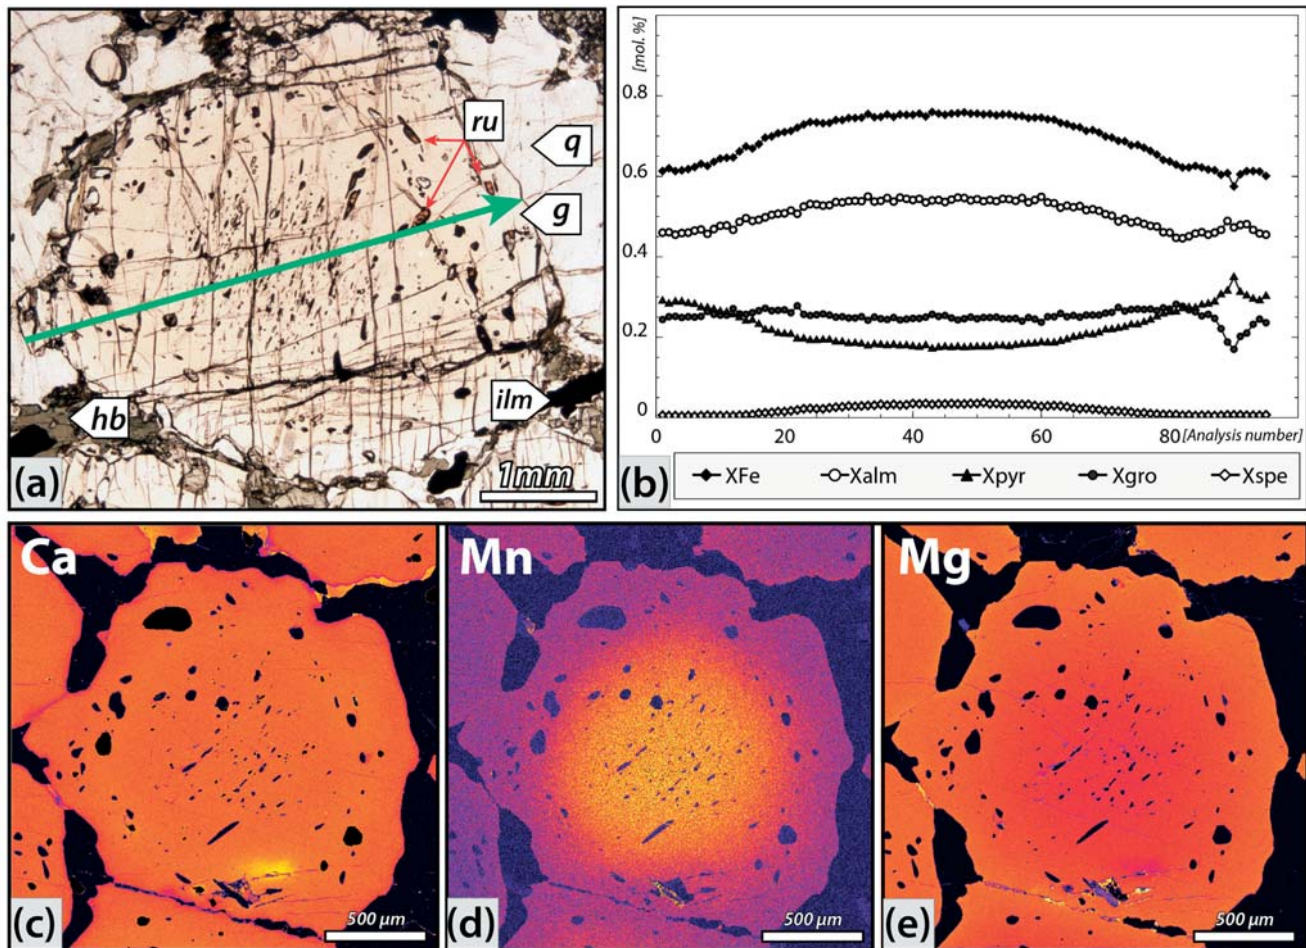 ru
q
g
hb
ilm
1mm
(a)
[mol. %]
0.8
0.6
0.4
0.2
0
0
20
40
60
80
[Analysis number]
XFe
Xalm
Xpyr
Xgro
Xspe
(b)
Ca
500 µm
(c)
Mn
500 µm
(d)
Mg
500 µm
(e)